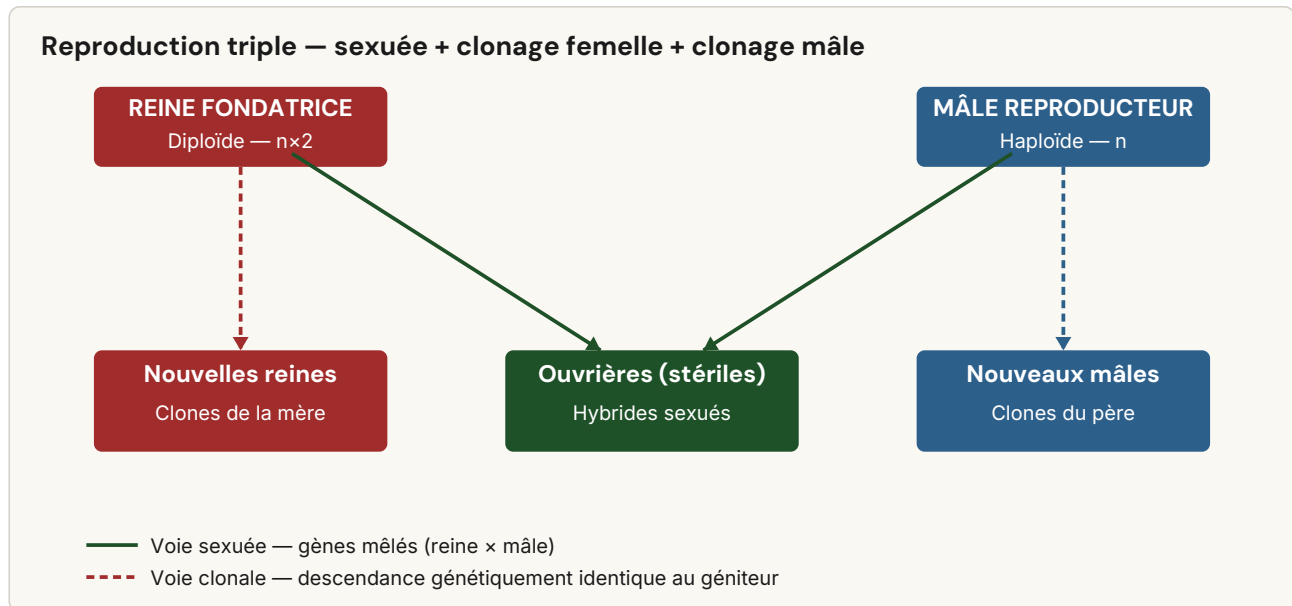 Reproduction triple — sexuée + clonage femelle + clonage mâle
REINE FONDATRICE
Diploïde — n×2
MÂLE REPRODUCTEUR
Haploïde — n
Nouvelles reines
Clones de la mère
Ouvrières (stériles)
Hybrides sexués
Nouveaux mâles
Clones du père
Voie sexuée — gènes mêlés (reine × mâle)
Voie clonale — descendance génétiquement identique au géniteur